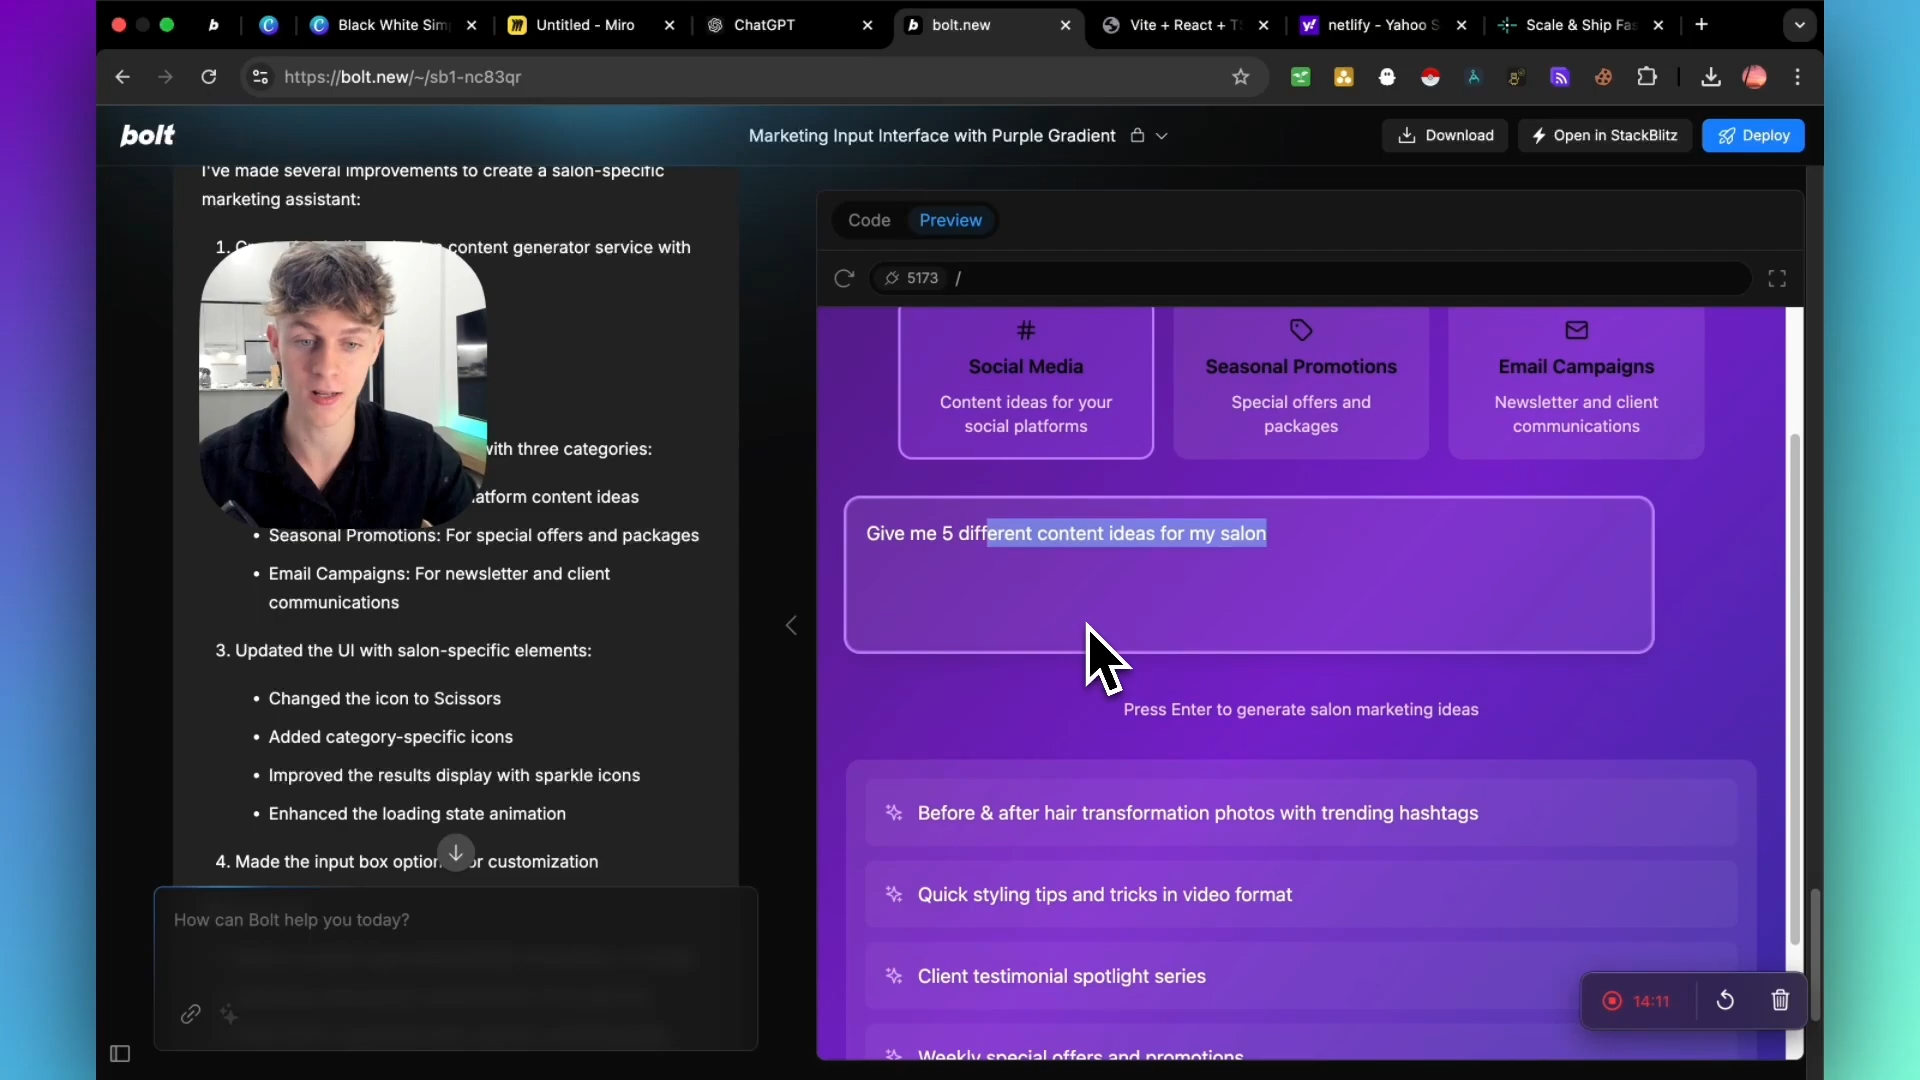 b
Black White Sim
Untitled - Miro
ChatGPT
bolt.new
Vite + React + T
netlify - Yahoo S
Scale & Ship Fas
https://bolt.new/~/sb1-nc83qr
bolt
Marketing Input Interface with Purple Gradient
Download
Open in StackBlitz
Deploy
I've made several improvements to create a salon-specific
marketing assistant:
1.
content generator service with
with three categories:
content ideas
• Seasonal Promotions: For special offers and packages
• Email Campaigns: For newsletter and client
communications
3. Updated the UI with salon-specific elements:
• Changed the icon to Scissors
• Added category-specific icons
• Improved the results display with sparkle icons
• Enhanced the loading state animation
4. Made the input box customization
How can Bolt help you today?
Code
Preview
5173 /
Social Media
Content ideas for your
social platforms
Seasonal Promotions
Special offers and
packages
Email Campaigns
Newsletter and client
communications
Give me 5 different content ideas for my salon
Press Enter to generate salon marketing ideas
Before & after hair transformation photos with trending hashtags
Quick styling tips and tricks in video format
Client testimonial spotlight series
Weekly special offers and promotions
14:11